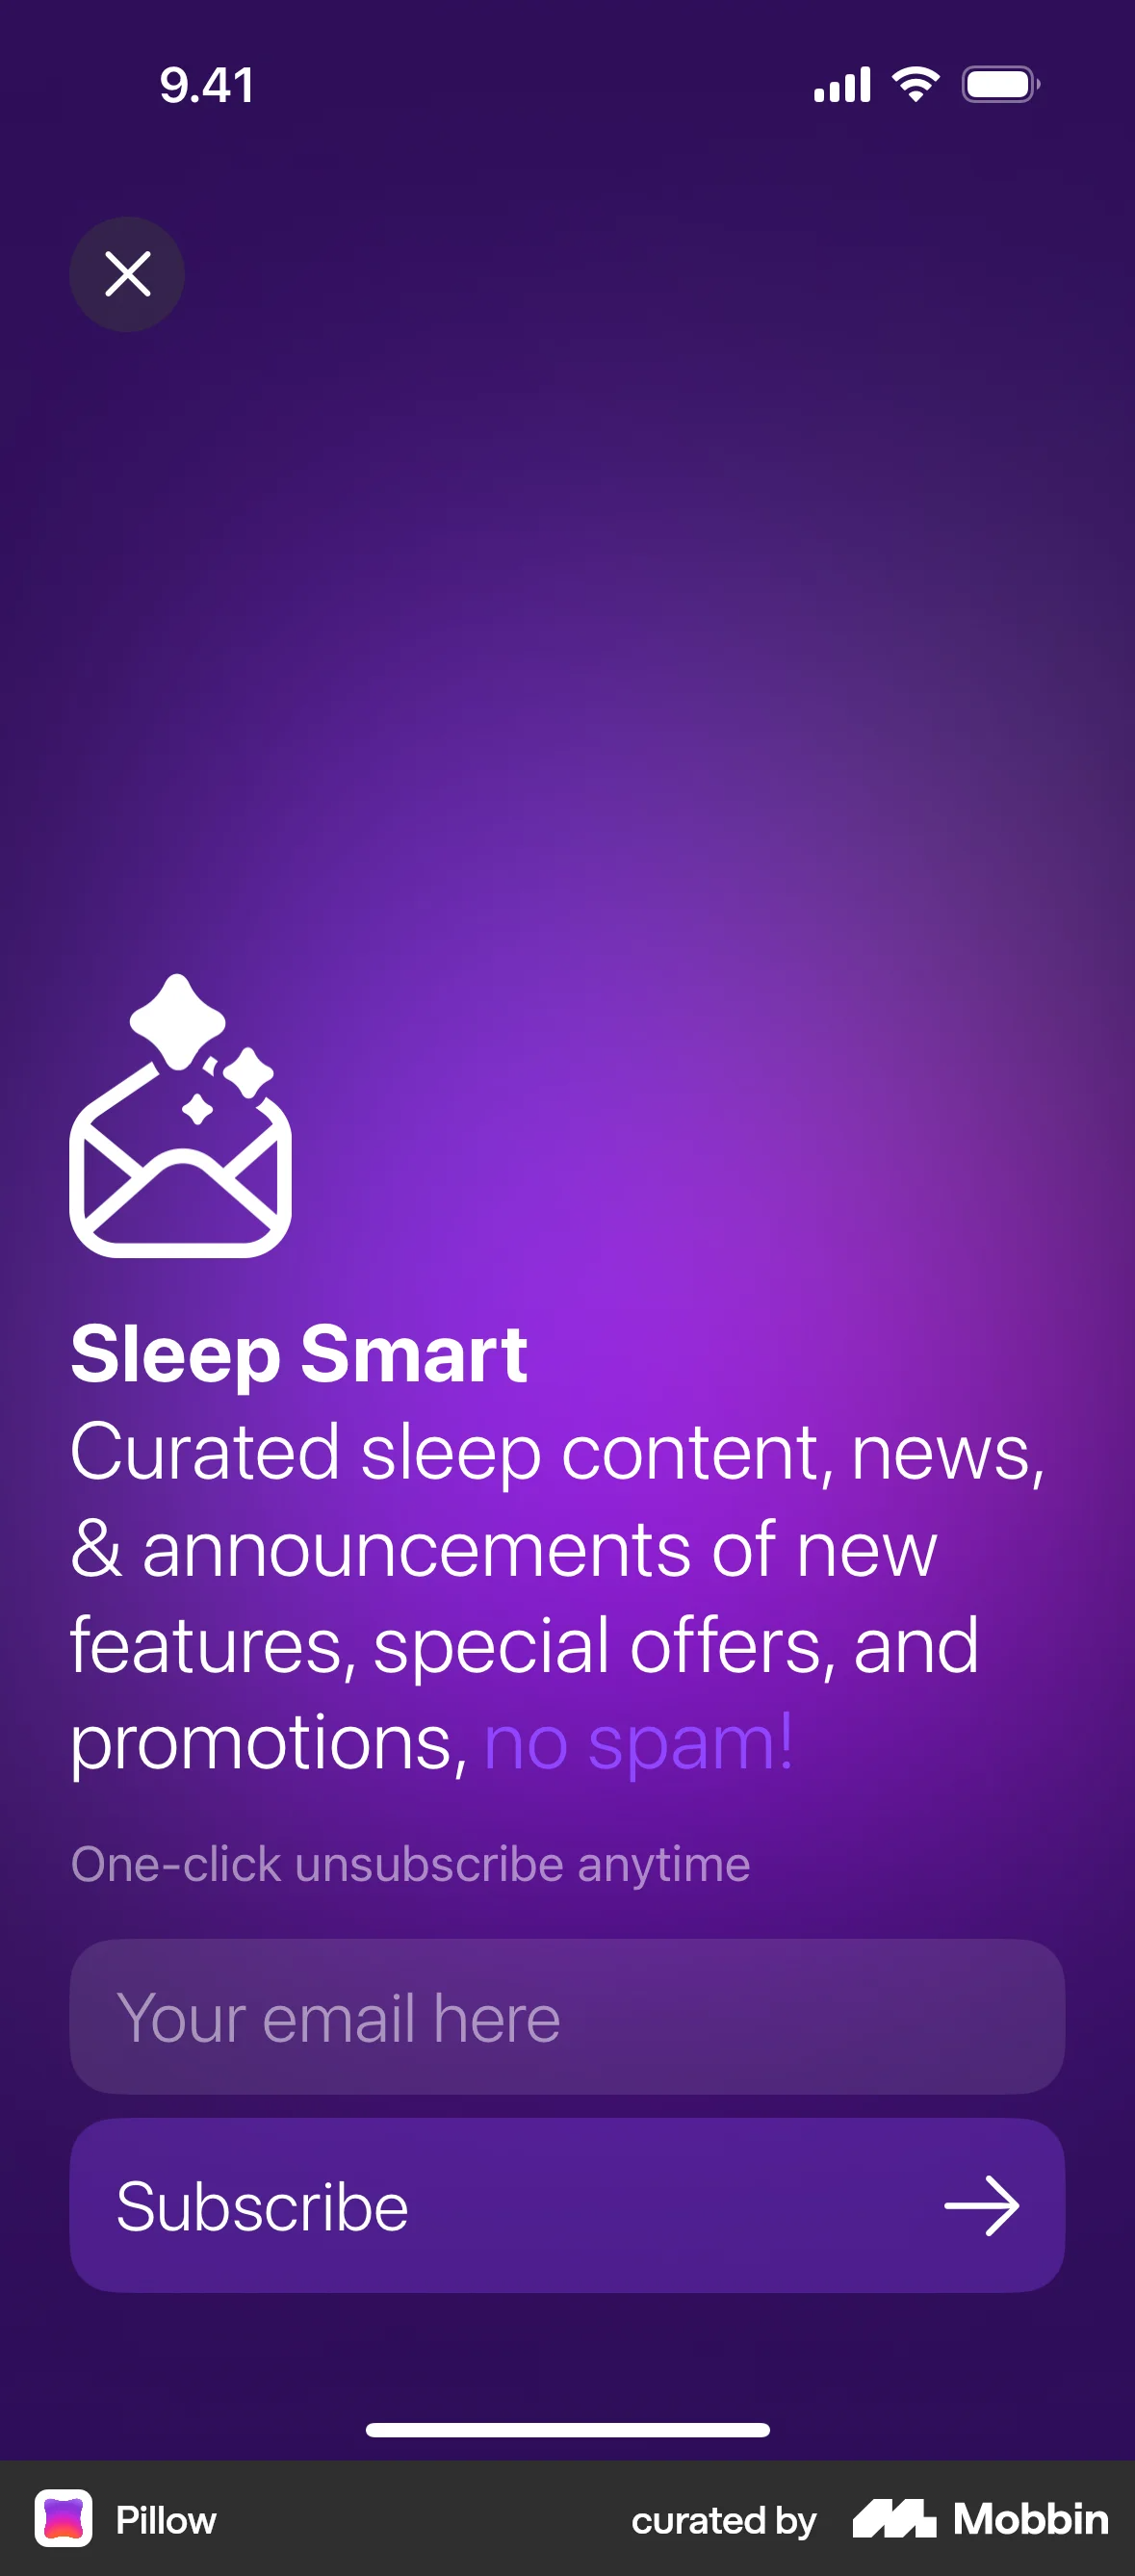 9.41
Sleep Smart
Curated sleep content, news,
& announcements of new
features, special offers, and
promotions, no spam!
One-click unsubscribe anytime
Your email here
Subscribe
Pillow
curated by Mobbin